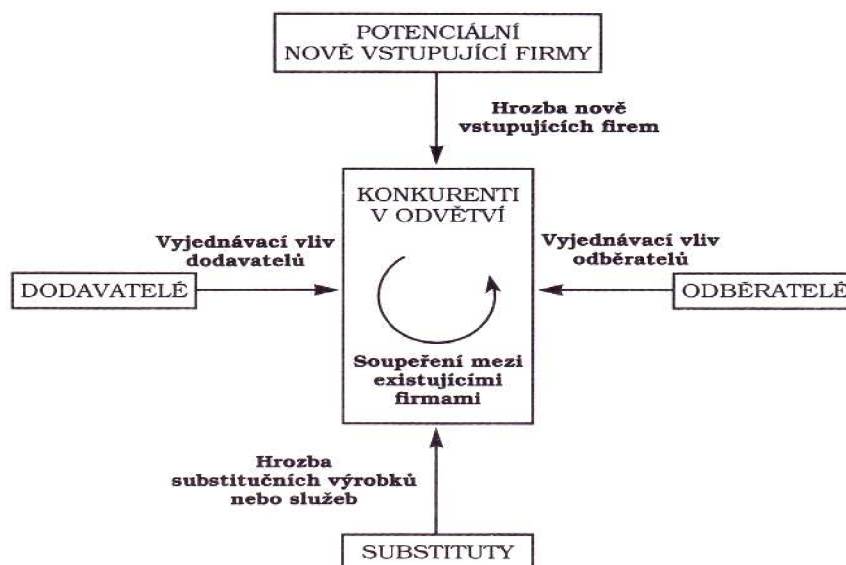 POTENCIÁLNÍ
NOVĚ VSTUPUJÍCÍ FIRMY
Hrozba nově
vstupujících firem
KONKURENTI
V ODVĚTVÍ
Vyjednávací vliv
dodavatelů
Vyjednávací vliv
odběratelů
DODAVATELÉ
ODBĚRATELÉ
Soupeření mezi
existujícími
firmami
Hrozba
substitučních výrobků
nebo služeb
SUBSTITUTY